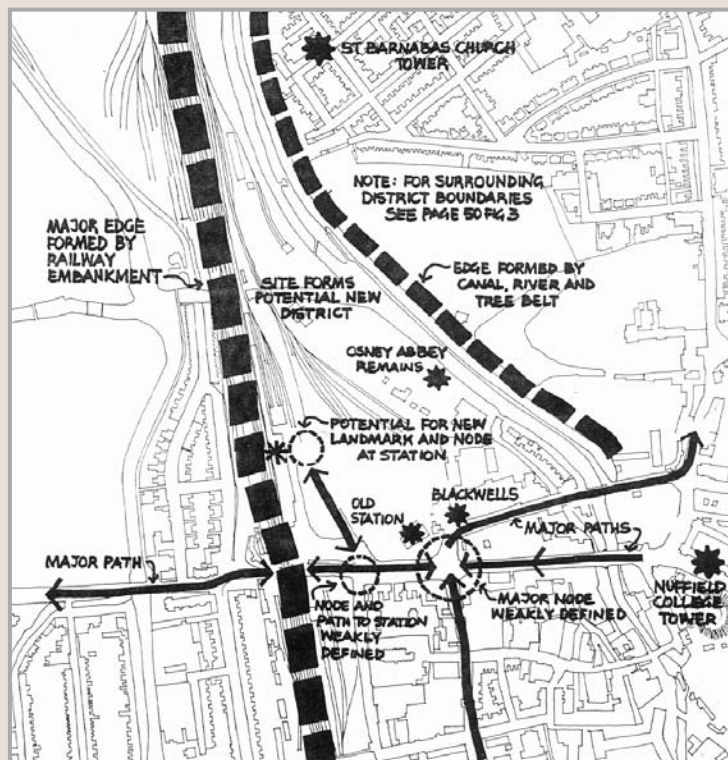 ST BARNABAS CHURCH
TOWER
NOTE: FOR SURROUNDING
DISTRICT BOUNDARIES
SEE PAGE 50 FIG 3
MAJOR EDGE
FORMED BY
RAILWAY
EMBANKMENT
SITE FORMS
POTENTIAL NEW
DISTRICT
EDGE FORMED BY
CANAL, RIVER AND
TREE BELT
OSNEY ABBEY
REMAINS
POTENTIAL FOR NEW
LANDMARK AND NODE
AT STATION
OLD
STATION
BLACKWELLS
MAJOR PATHS
MAJOR PATH
NODE AND
PATH TO STATION
WEAKLY
DEFINED
MAJOR NODE
WEAKLY DEFINED
NUFFIELD
COLLEGE
TOWER